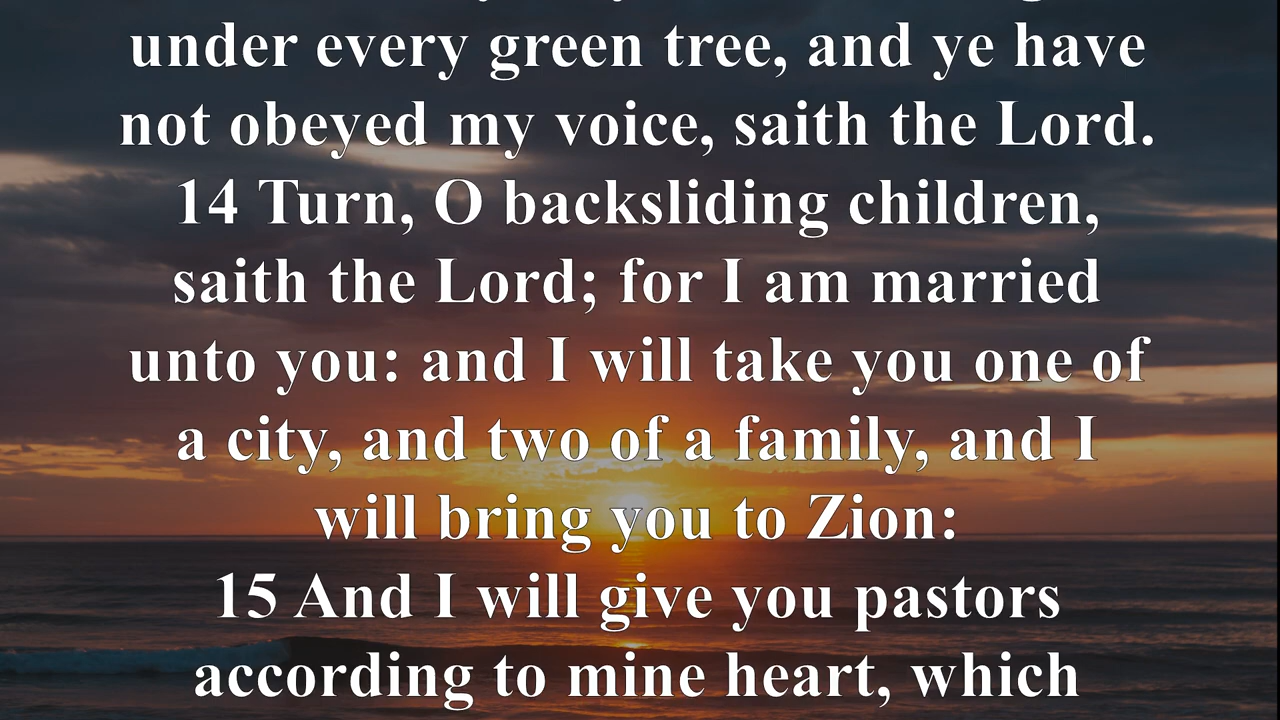 under every green tree, and ye have
not obeyed my voice, saith the Lord.
14 Turn, O backsliding children,
saith the Lord; for I am married
unto you: and I will take you one of
a city, and two of a family, and I
will bring you to Zion:
15 And I will give you pastors
according to mine heart, which